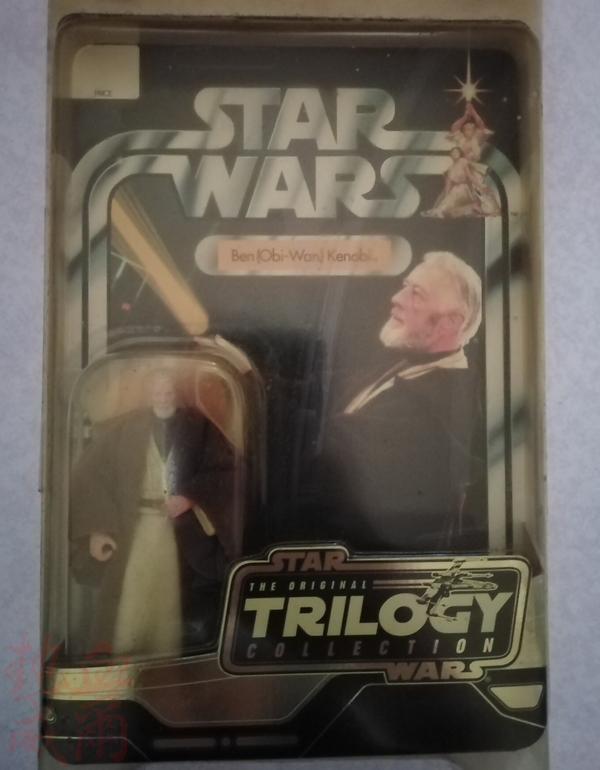 PRICE
STAR
WARS
Ben (Obi-Wan) Kenobi
STAR
THE ORIGINAL
TRILOGY
COLLECTION
WARS